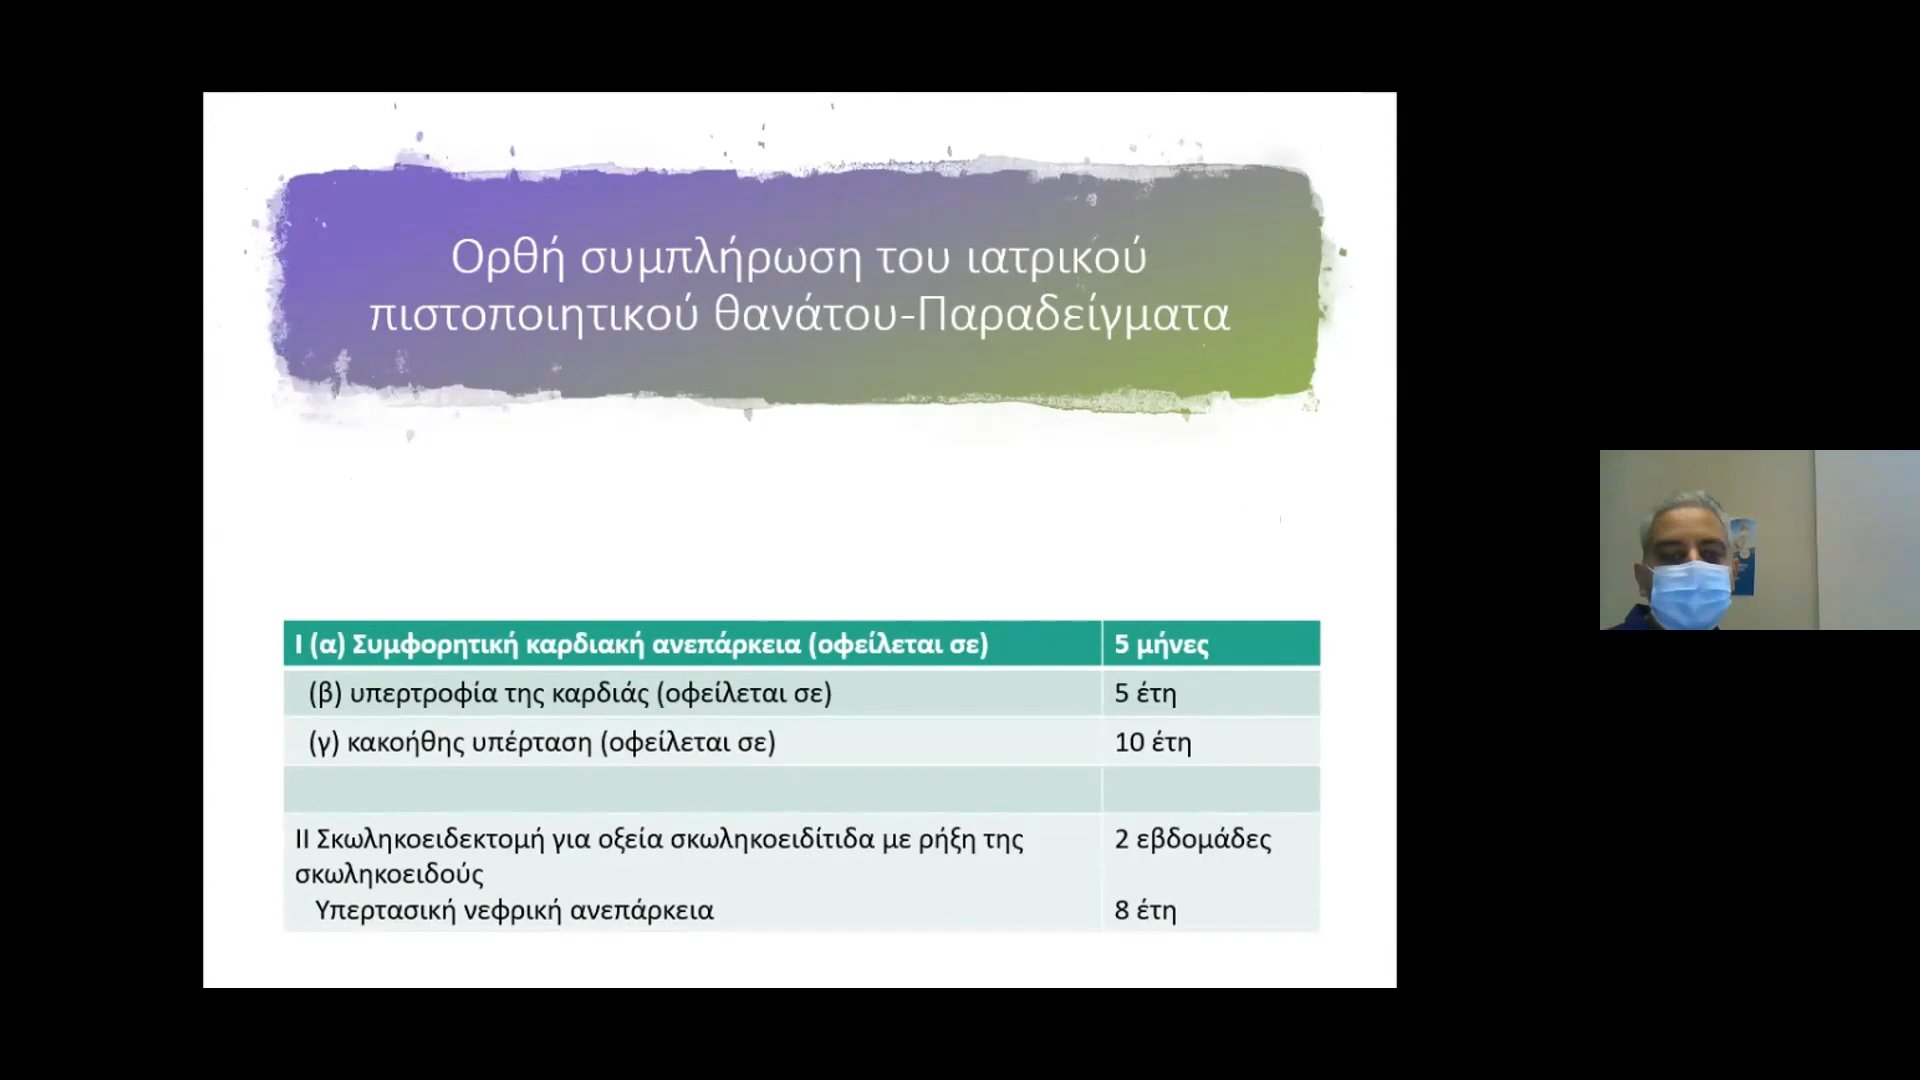 Ορθή συμπλήρωση του ιατρικού
πιστοποιητικού θανάτου-Παραδείγματα
Ι (α) Συμφορητική καρδιακή ανεπάρκεια (οφείλεται σε) 5 μήνες
(β) υπερτροφία της καρδιάς (οφείλεται σε) 5 έτη
(γ) κακοήθης υπέρταση (οφείλεται σε) 10 έτη
ΙΙ Σκωληκοειδεκτομή για οξεία σκωληκοειδίτιδα με ρήξη της 2 εβδομάδες
σκωληκοειδούς
Υπερτασική νεφρική ανεπάρκεια 8 έτη